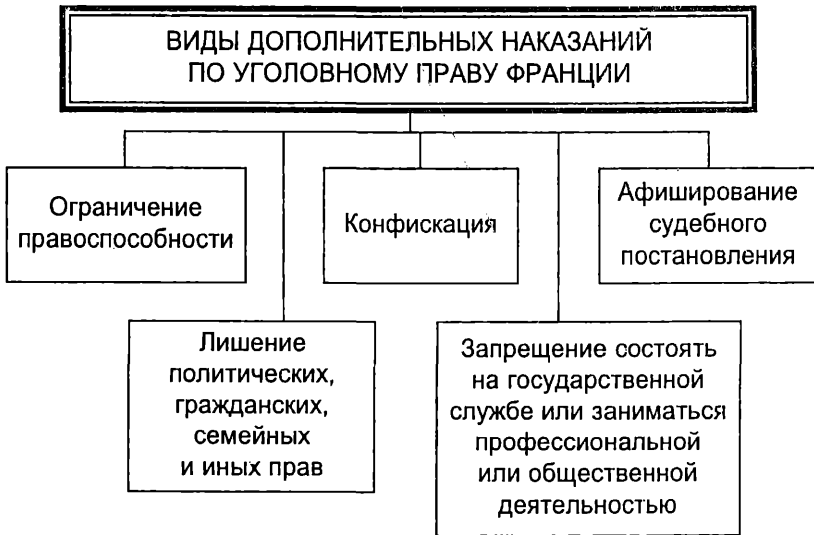 ВИДЫ ДОПОЛНИТЕЛЬНЫХ НАКАЗАНИЙ
ПО УГОЛОВНОМУ ПРАВУ ФРАНЦИИ
Ограничение
правоспособности
Конфискация
Афиширование
судебного
постановления
Лишение
политических,
гражданских,
семейных
и иных прав
Запрещение состоять
на государственной
службе или заниматься
профессиональной
или общественной
деятельностью